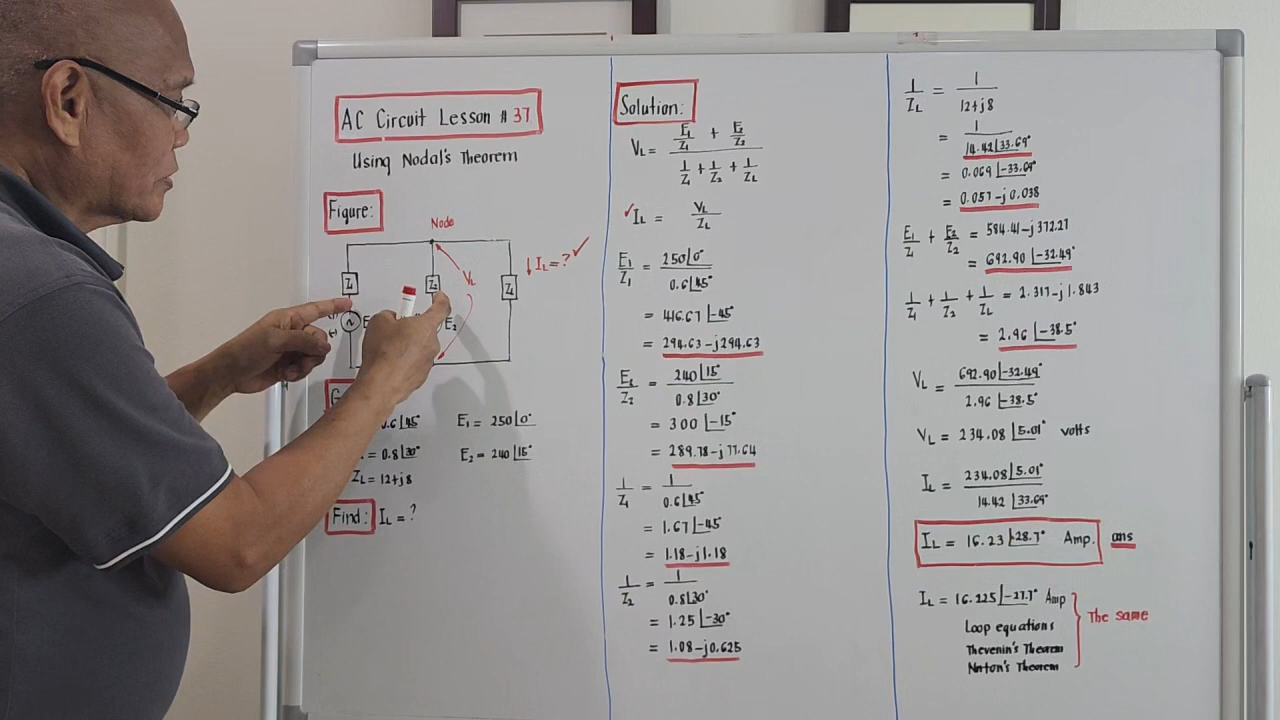 AC Circuit Lesson # 37
Using Nodal's Theorem
Figure:
Node
Z1
Z2
ZL
VL
↓ IL = ? ✓
E2
0.6∠45° E1 = 250∠0°
= 0.8∠30° E2 = 240∠15°
ZL = 12+j8
Find: IL = ?
Solution:
VL = (E1/Z1 + E2/Z2) / (1/Z1 + 1/Z2 + 1/ZL)
✓ IL = VL/ZL
E1/Z1 = 250∠0° / 0.6∠45°
= 416.67∠-45°
= 294.63-j294.63
E2/Z2 = 240∠15° / 0.8∠30°
= 300∠-15°
= 289.78-j77.64
1/Z1 = 1 / 0.6∠45°
= 1.67∠-45°
= 1.18-j1.18
1/Z2 = 1 / 0.8∠30°
= 1.25∠-30°
= 1.08-j0.625
1/ZL = 1 / 12+j8
= 1 / 14.42∠33.69°
= 0.069∠-33.69°
= 0.057-j0.038
E1/Z1 + E2/Z2 = 584.41-j372.27
= 692.90∠-32.49°
1/Z1 + 1/Z2 + 1/ZL = 2.317-j1.843
= 2.96∠-38.5°
VL = 692.90∠-32.49° / 2.96∠-38.5°
VL = 234.08∠5.01° volts
IL = 234.08∠5.01° / 14.42∠33.69°
IL = 16.23∠-28.7° Amp. ans
IL = 16.225∠-27.7° Amp
Loop equations
Thevenin's Theorem
Norton's Theorem
The same